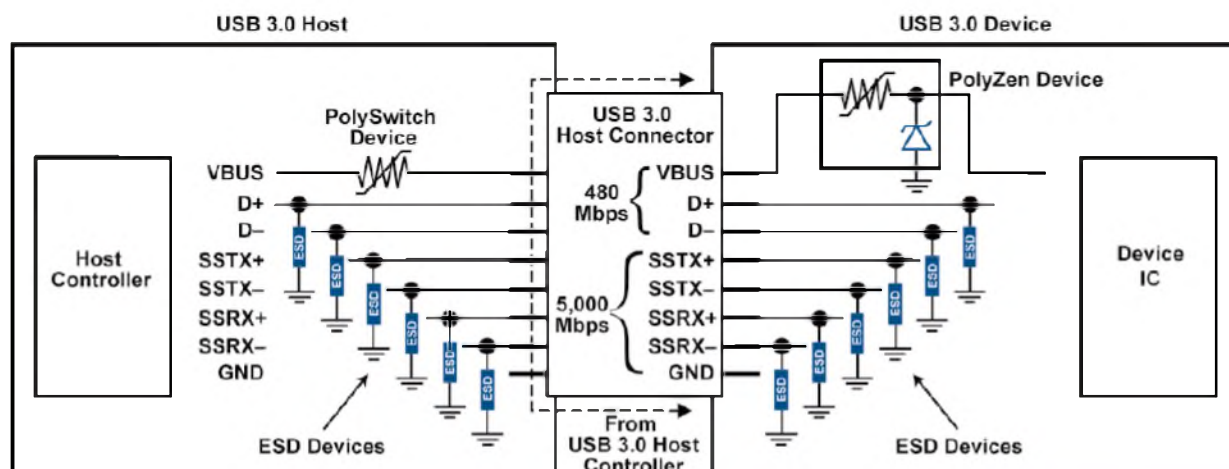 USB 3.0 Host
USB 3.0 Device
PolySwitch
Device
USB 3.0
Host Connector
PolyZen Device
Host
Controller
VBUS
D+
D–
SSTX+
SSTX–
SSRX+
SSRX–
GND
480
Mbps
5,000
Mbps
VBUS
D+
D–
SSTX+
SSTX–
SSRX+
SSRX–
GND
Device
IC
ESD
ESD
ESD
ESD
ESD
ESD
ESD
ESD
ESD
ESD
ESD
ESD
ESD Devices
From
USB 3.0 Host
Controller
ESD Devices